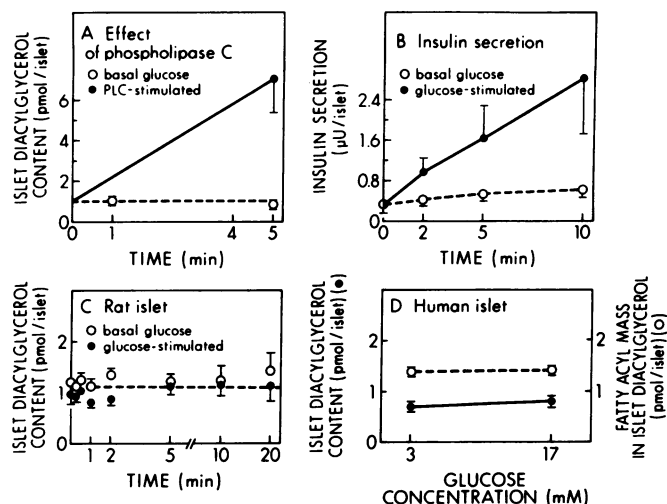 ISLET DIACYLGLYCEROL
CONTENT (pmol/islet)
A Effect
of phospholipase C
basal glucose
PLC-stimulated
6
4
2
0
0
1
4
5
TIME (min)
INSULIN SECRETION
(μU/islet)
B Insulin secretion
basal glucose
glucose-stimulated
2.4
1.6
0.8
0
0
2
5
10
TIME (min)
ISLET DIACYLGLYCEROL
CONTENT (pmol/islet)
C Rat islet
basal glucose
glucose-stimulated
2
1
0
1
2
5
10
20
TIME (min)
ISLET DIACYLGLYCEROL
CONTENT (pmol/islet)(●)
D Human islet
2
1
0
2
1
3
17
GLUCOSE
CONCENTRATION (mM)
FATTY ACYL MASS
IN ISLET DIACYLGLYCEROL
(pmol/islet)(○)